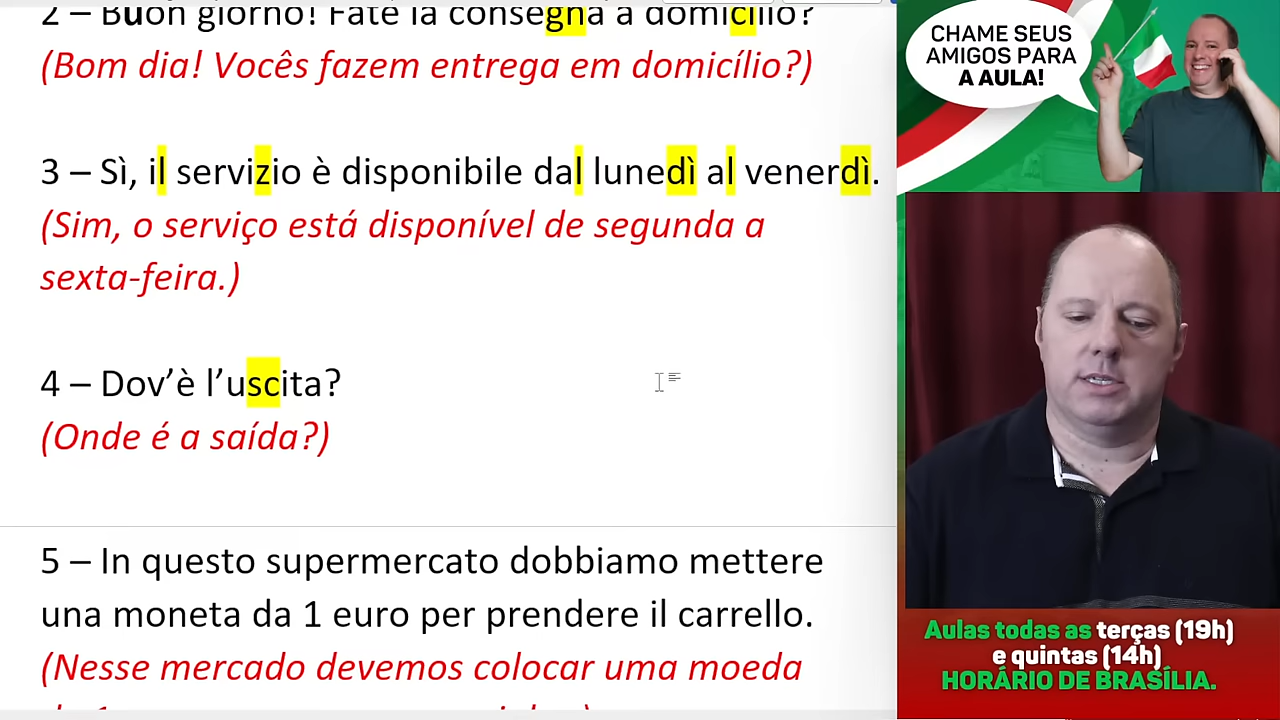 2 – Buon giorno! Fate la consegna a domicilio?
(Bom dia! Vocês fazem entrega em domicílio?)
3 – Sì, il servizio è disponibile dal lunedì al venerdì.
(Sim, o serviço está disponível de segunda a
sexta-feira.)
4 – Dov’è l’uscita?
(Onde é a saída?)
5 – In questo supermercato dobbiamo mettere
una moneta da 1 euro per prendere il carrello.
(Nesse mercado devemos colocar uma moeda
CHAME SEUS
AMIGOS PARA
A AULA!
Aulas todas as terças (19h)
e quintas (14h)
HORÁRIO DE BRASÍLIA.